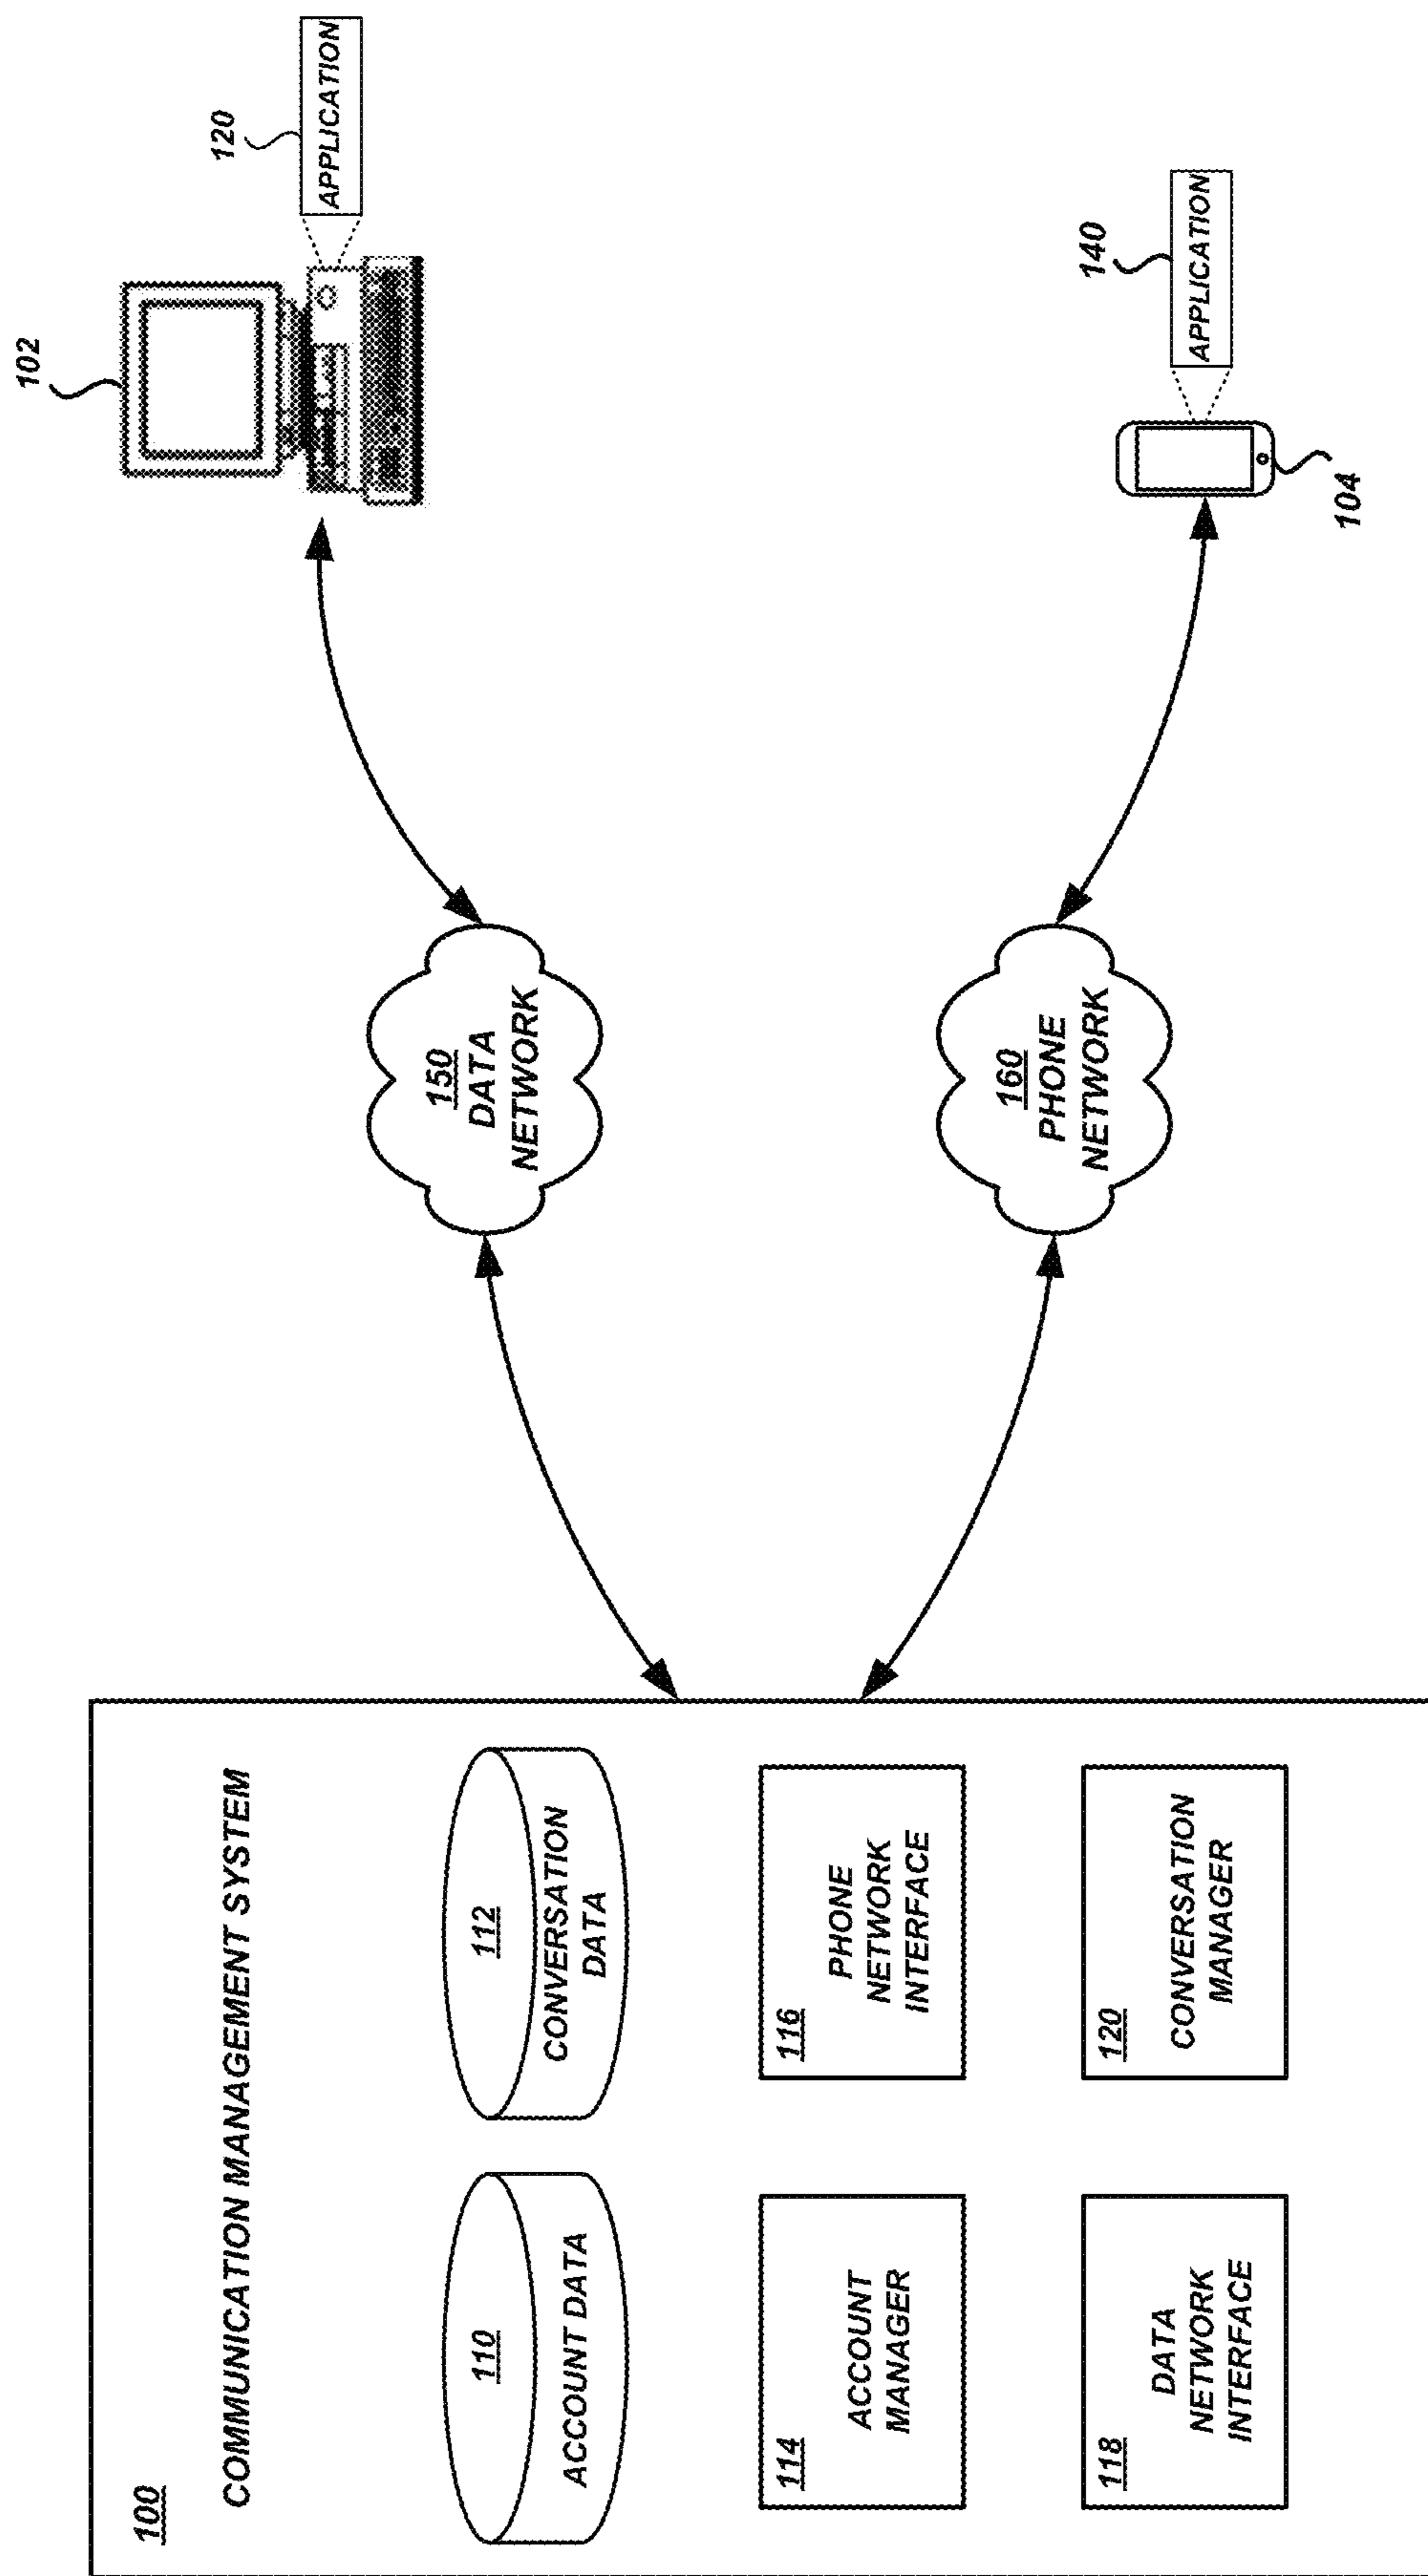 100
COMMUNICATION MANAGEMENT SYSTEM
110
ACCOUNT DATA
112
CONVERSATION
DATA
114
ACCOUNT
MANAGER
116
PHONE
NETWORK
INTERFACE
118
DATA
NETWORK
INTERFACE
120
CONVERSATION
MANAGER
150
DATA
NETWORK
160
PHONE
NETWORK
102
120
APPLICATION
140
APPLICATION
104